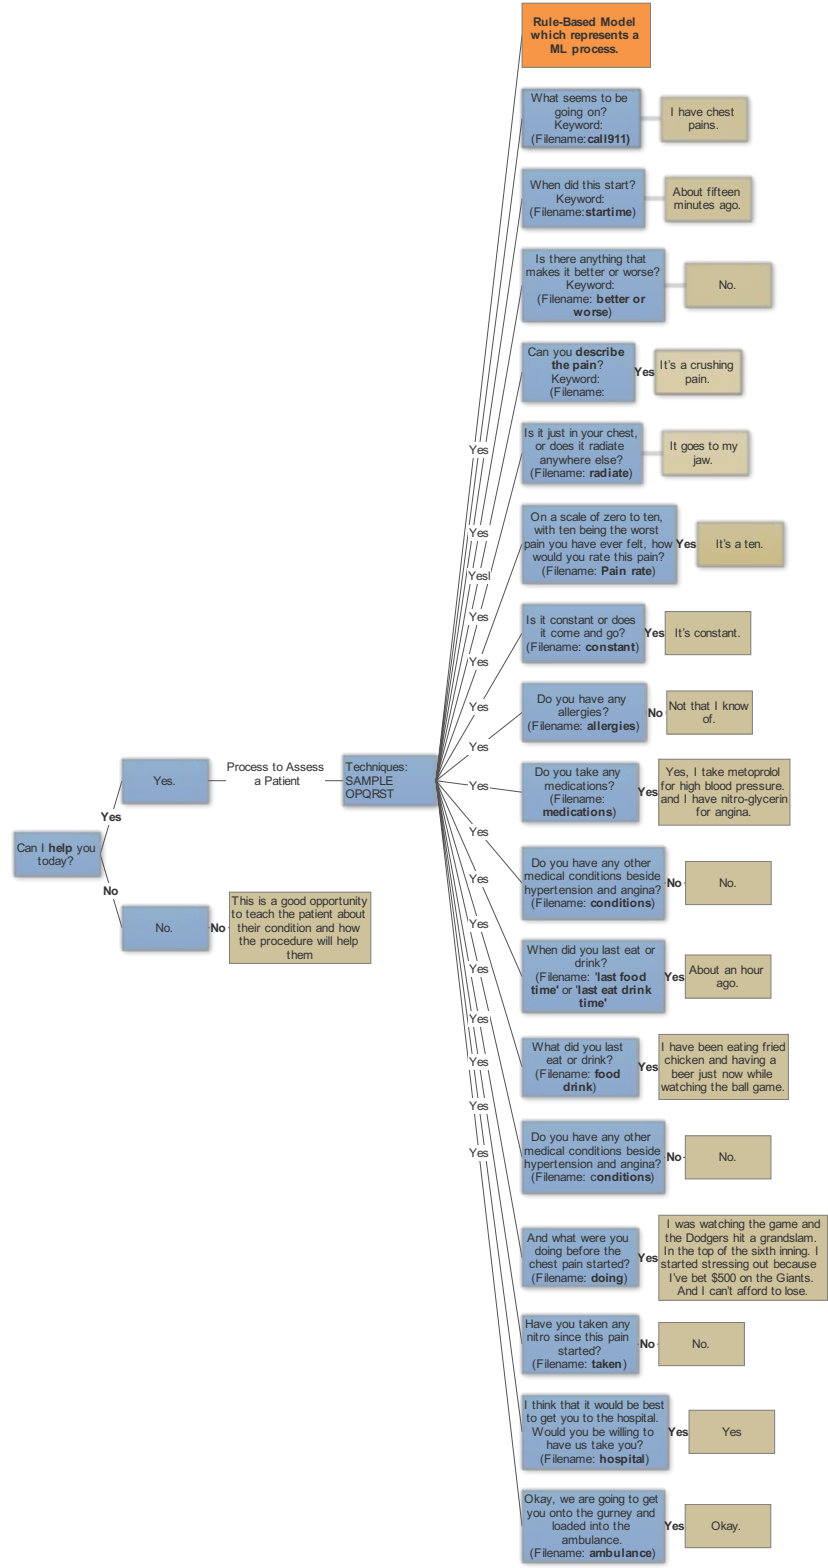 Rule-Based Model
which represents a
ML process.
What seems to be
going on?
Keyword:
(Filename:call911)
I have chest
pains.
When did this start?
Keyword:
(Filename:startime)
About fifteen
minutes ago.
Is there anything that
makes it better or worse?
Keyword:
(Filename: better or
worse)
No.
Can you describe
the pain?
Keyword:
(Filename:
Yes
It's a crushing
pain.
Is it just in your chest,
or does it radiate
anywhere else?
(Filename: radiate)
It goes to my
jaw.
Yes
On a scale of zero to ten,
with ten being the worst
pain you have ever felt, how
would you rate this pain?
(Filename: Pain rate)
Yes
It's a ten.
Yes
Yesl
Is it constant or does
it come and go?
(Filename: constant)
Yes
It's constant.
Yes
Yes
Do you have any
allergies?
(Filename: allergies)
No
Not that I know
of.
Yes
Yes
Can I help you
today?
Yes
Yes.
Process to Assess
a Patient
Techniques:
SAMPLE
OPQRST
Yes
Do you take any
medications?
(Filename:
medications)
Yes
Yes, I take metoprolol
for high blood pressure.
and I have nitro-glycerin
for angina.
No
No.
No
This is a good opportunity
to teach the patient about
their condition and how
the procedure will help
them
Yes
Do you have any other
medical conditions beside
hypertension and angina?
(Filename: conditions)
No
No.
Yes
Yes
When did you last eat or
drink?
(Filename: 'last food
time' or 'last eat drink
time'
Yes
About an hour
ago.
Yes
Yes
What did you last
eat or drink?
(Filename: food
drink)
Yes
I have been eating fried
chicken and having a
beer just now while
watching the ball game.
Yes
Yes
Do you have any other
medical conditions beside
hypertension and angina?
(Filename: conditions)
No
No.
Yes
And what were you
doing before the
chest pain started?
(Filename: doing)
Yes
I was watching the game and
the Dodgers hit a grandslam.
In the top of the sixth inning. I
started stressing out because
I've bet $500 on the Giants.
And I can't afford to lose.
Have you taken any
nitro since this pain
started?
(Filename: taken)
No
No.
I think that it would be best
to get you to the hospital.
Would you be willing to
have us take you?
(Filename: hospital)
Yes
Yes
Okay, we are going to get
you onto the gurney and
loaded into the
ambulance.
(Filename: ambulance)
Yes
Okay.